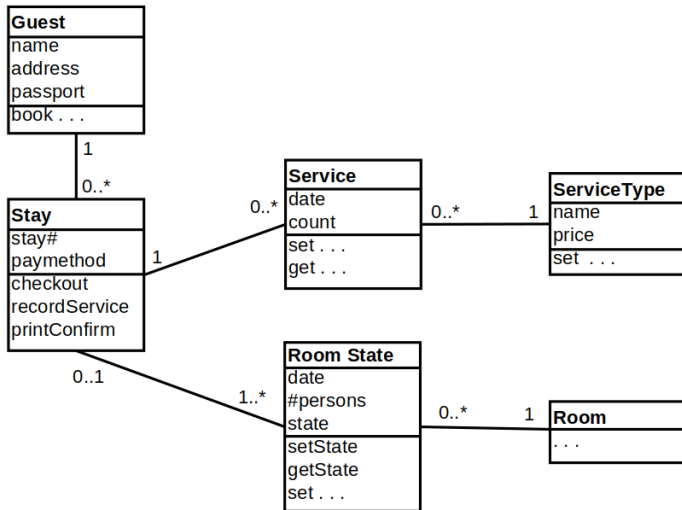 Guest
name
address
passport
book . . .
1
0..*
Stay
stay#
paymethod
checkout
recordService
printConfirm
1
0..*
Service
date
count
set . . .
get . . .
0..*
1
ServiceType
name
price
set . . .
0..1
1..*
Room State
date
#persons
state
setState
getState
set . . .
0..*
1
Room
. . .